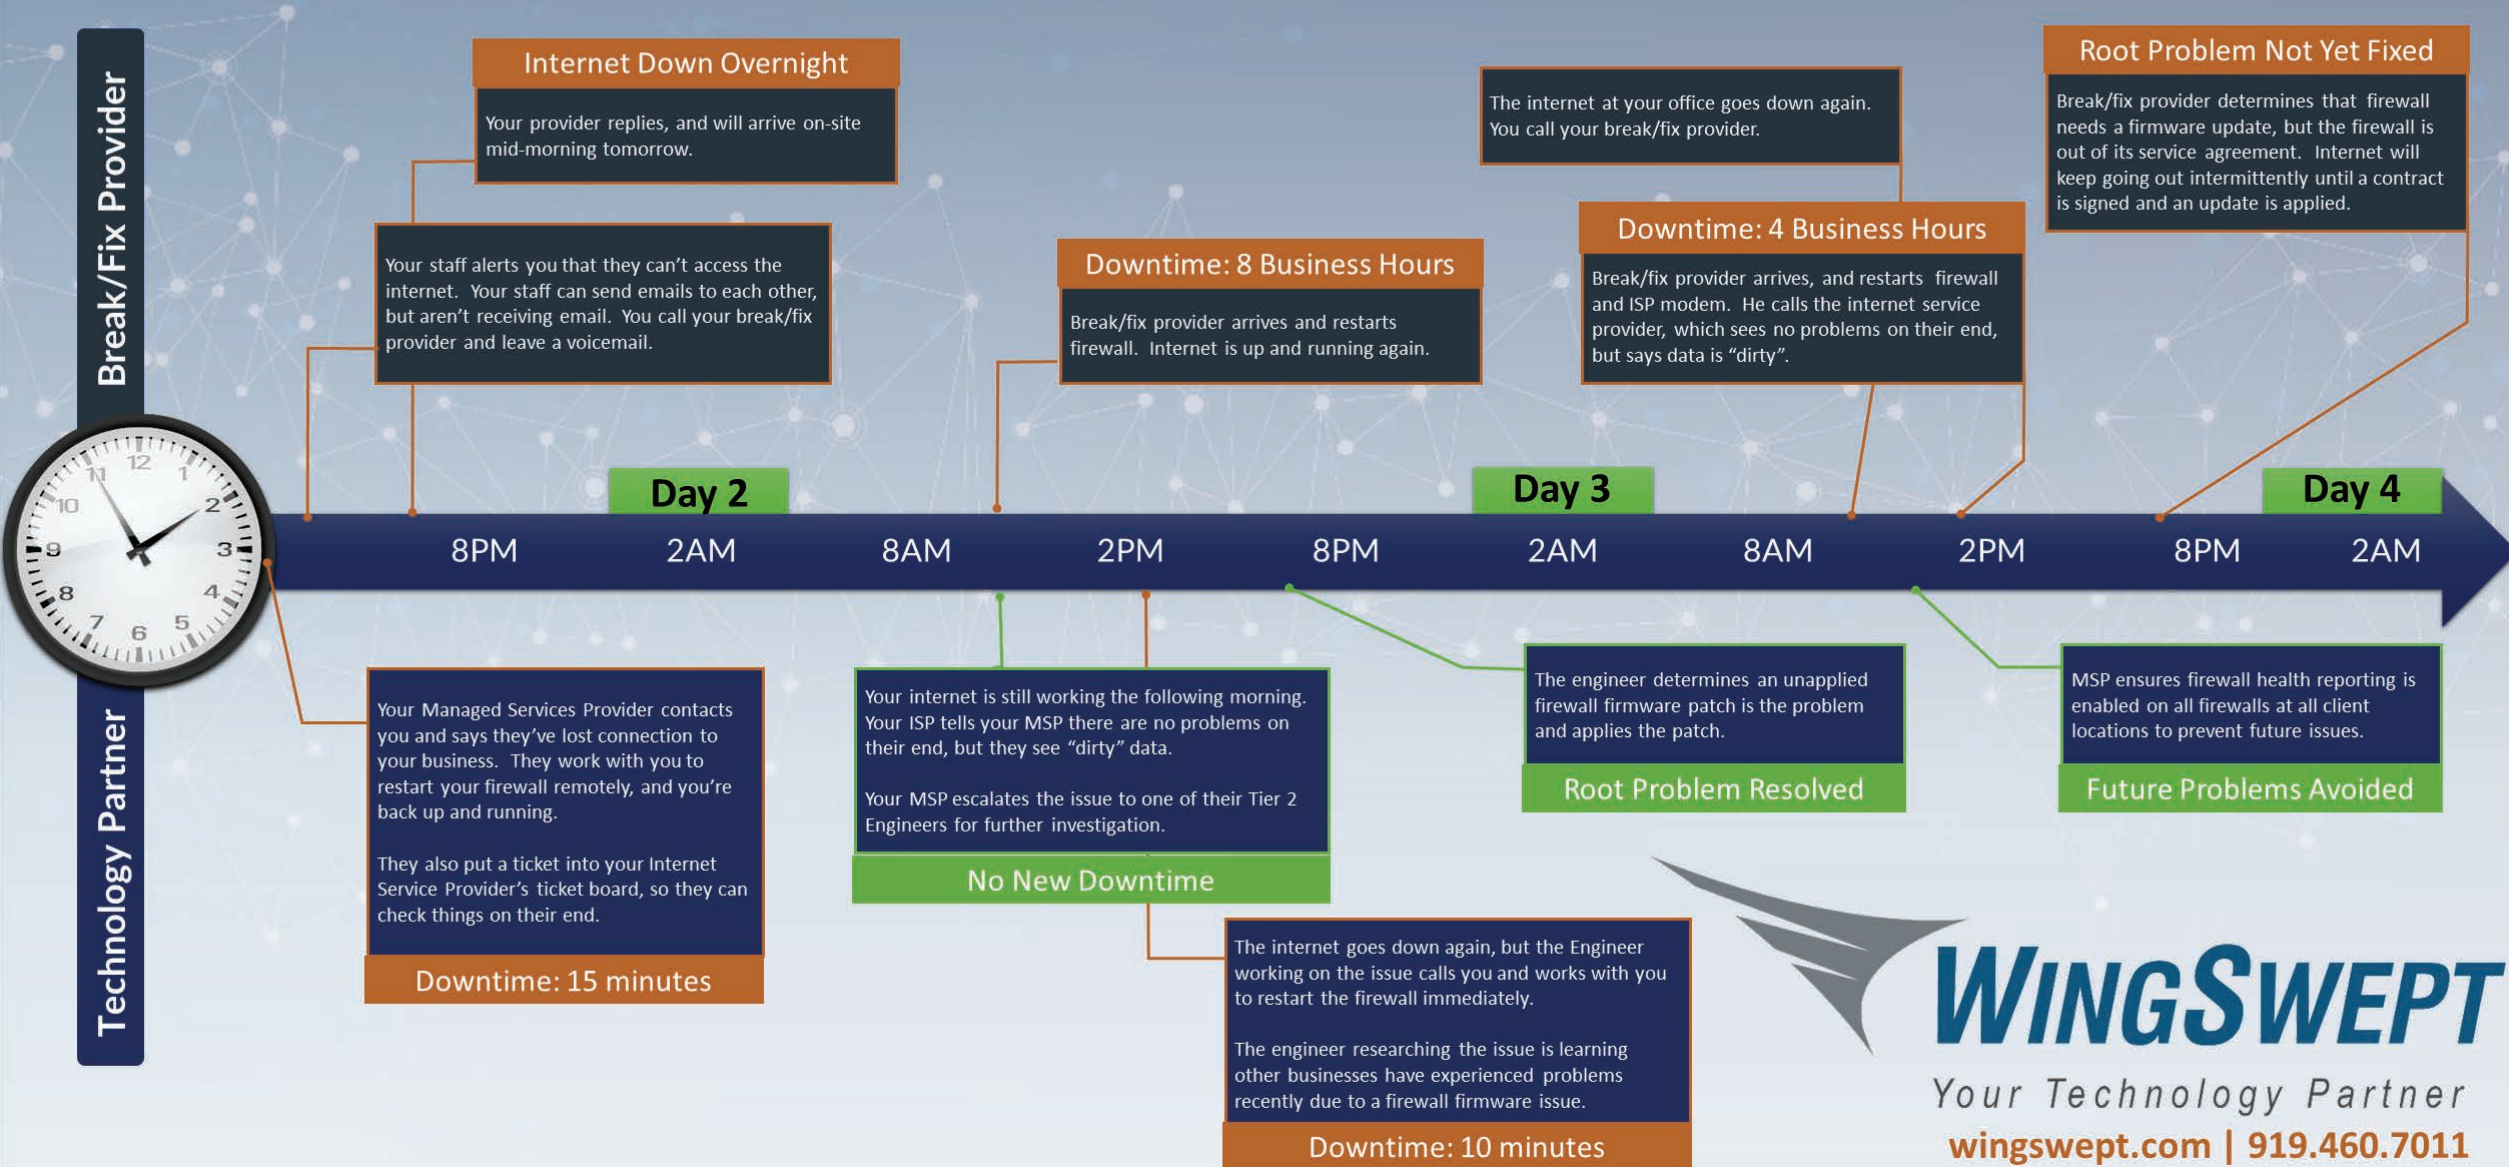 Break/Fix Provider
Internet Down Overnight
Your provider replies, and will arrive on-site
mid-morning tomorrow.
Your staff alerts you that they can't access the
internet. Your staff can send emails to each other,
but aren't receiving email. You call your break/fix
provider and leave a voicemail.
Downtime: 8 Business Hours
Break/fix provider arrives and restarts
firewall. Internet is up and running again.
The internet at your office goes down again.
You call your break/fix provider.
Downtime: 4 Business Hours
Break/fix provider arrives, and restarts firewall
and ISP modem. He calls the internet service
provider, which sees no problems on their end,
but says data is “dirty”.
Root Problem Not Yet Fixed
Break/fix provider determines that firewall
needs a firmware update, but the firewall is
out of its service agreement. Internet will
keep going out intermittently until a contract
is signed and an update is applied.
12
1
2
3
4
5
6
7
8
9
10
11
Day 2
Day 3
Day 4
8PM
2AM
8AM
2PM
8PM
2AM
8AM
2PM
8PM
2AM
Technology Partner
Your Managed Services Provider contacts
you and says they've lost connection to
your business. They work with you to
restart your firewall remotely, and you're
back up and running.
They also put a ticket into your Internet
Service Provider's ticket board, so they can
check things on their end.
Downtime: 15 minutes
Your internet is still working the following morning.
Your ISP tells your MSP there are no problems on
their end, but they see “dirty” data.
Your MSP escalates the issue to one of their Tier 2
Engineers for further investigation.
No New Downtime
The internet goes down again, but the Engineer
working on the issue calls you and works with you
to restart the firewall immediately.
The engineer researching the issue is learning
other businesses have experienced problems
recently due to a firewall firmware issue.
Downtime: 10 minutes
The engineer determines an unapplied
firewall firmware patch is the problem
and applies the patch.
Root Problem Resolved
MSP ensures firewall health reporting is
enabled on all firewalls at all client
locations to prevent future issues.
Future Problems Avoided
WINGSWEPT
Your Technology Partner
wingswept.com | 919.460.7011